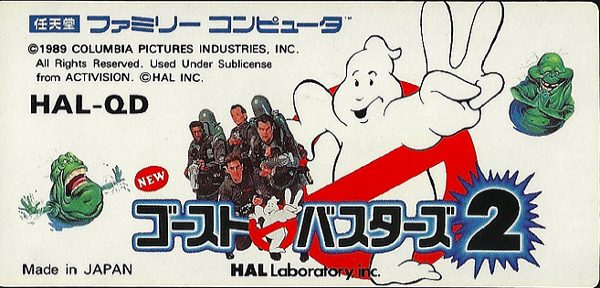 任天堂 ファミリー コンピュータ™
©1989 COLUMBIA PICTURES INDUSTRIES, INC.
All Rights Reserved. Used Under Sublicense
from ACTIVISION. ©HAL INC.
HAL-QD
NEW
ゴーストバスターズ2
Made in JAPAN
HAL Laboratory, inc.